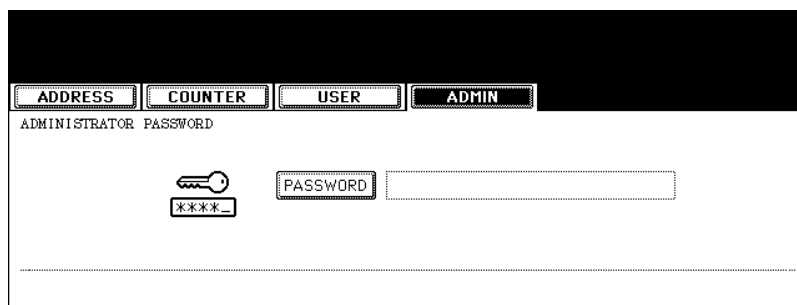 ADDRESS COUNTER USER ADMIN
ADMINISTRATOR PASSWORD
PASSWORD
****_